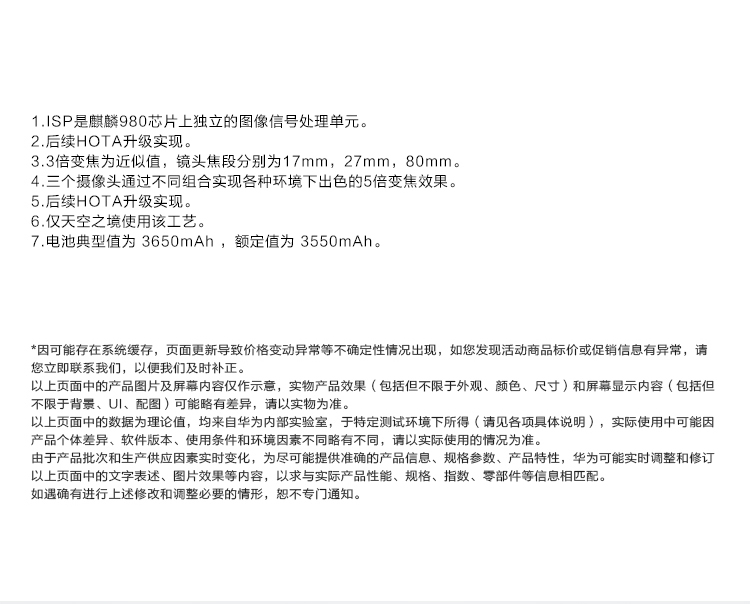 1.ISP是麒麟980芯片上独立的图像信号处理单元。
2.后续HOTA升级实现。
3.3倍变焦为近似值，镜头焦段分别为17mm，27mm，80mm。
4.三个摄像头通过不同组合实现各种环境下出色的5倍变焦效果。
5.后续HOTA升级实现。
6.仅天空之境使用该工艺。
7.电池典型值为 3650mAh ，额定值为 3550mAh。
*因可能存在系统缓存，页面更新导致价格变动异常等不确定性情况出现，如您发现活动商品标价或促销信息有异常，请
您立即联系我们，以便我们及时补正。
以上页面中的产品图片及屏幕内容仅作示意，实物产品效果（包括但不限于外观、颜色、尺寸）和屏幕显示内容（包括但
不限于背景、UI、配图）可能略有差异，请以实物为准。
以上页面中的数据为理论值，均来自华为内部实验室，于特定测试环境下所得（请见各项具体说明），实际使用中可能因
产品个体差异、软件版本、使用条件和环境因素不同略有不同，请以实际使用的情况为准。
由于产品批次和生产供应因素实时变化，为尽可能提供准确的产品信息、规格参数、产品特性，华为可能实时调整和修订
以上页面中的文字表述、图片效果等内容，以求与实际产品性能、规格、指数、零部件等信息相匹配。
如遇确有进行上述修改和调整必要的情形，恕不专门通知。